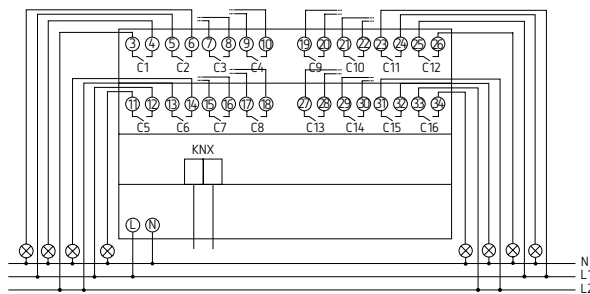 3 4 5 6 7 8 9 10 19 20 21 22 23 24 25 26
C1 C2 C3 C4 C9 C10 C11 C12
11 12 13 14 15 16 17 18 27 28 29 30 31 32 33 34
C5 C6 C7 C8 C13 C14 C15 C16
KNX
L N
N
L1
L2